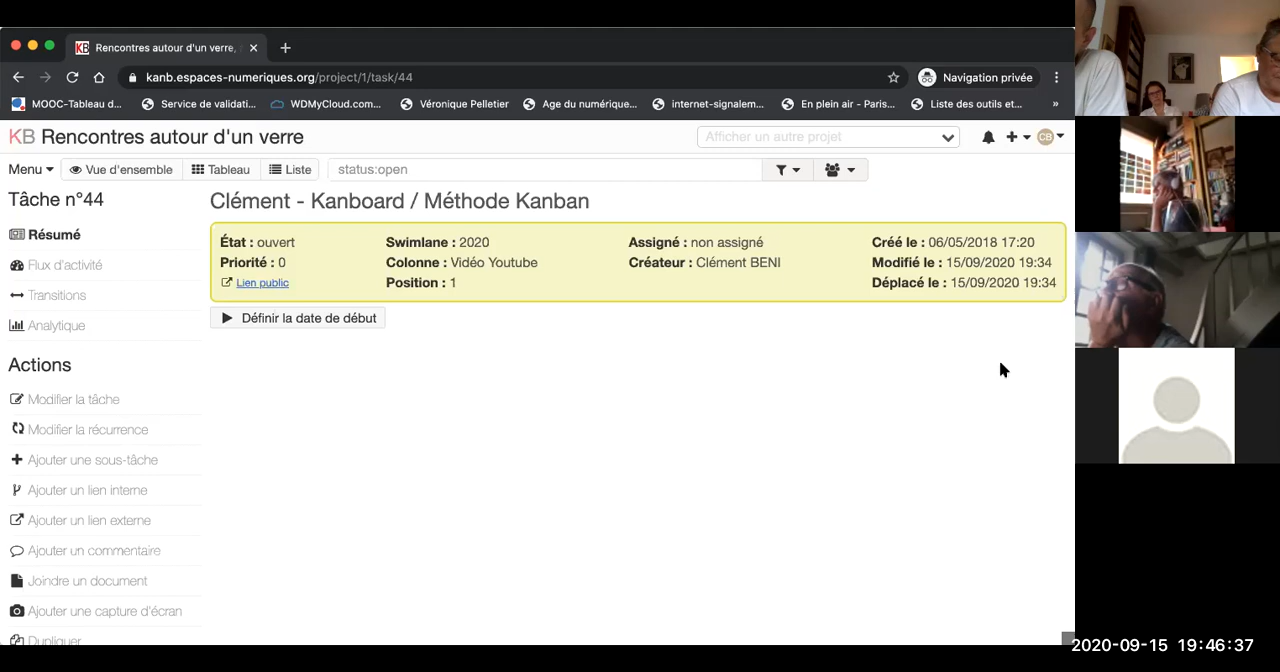 KB Rencontres autour d'un verre,
kanb.espaces-numeriques.org/project/1/task/44
Navigation privée
MOOC-Tableau d...
Service de validati...
WDMyCloud.com...
Véronique Pelletier
Age du numérique...
internet-signalem...
En plein air - Paris...
Liste des outils et...
»
KB Rencontres autour d'un verre
Afficher un autre projet
CB
Menu
Vue d'ensemble
Tableau
Liste
status:open
Tâche n°44
Résumé
Flux d'activité
Transitions
Analytique
Actions
Modifier la tâche
Modifier la récurrence
Ajouter une sous-tâche
Ajouter un lien interne
Ajouter un lien externe
Ajouter un commentaire
Joindre un document
Ajouter une capture d'écran
Dupliquer
Clément - Kanboard / Méthode Kanban
État : ouvert
Priorité : 0
Lien public
Swimlane : 2020
Colonne : Vidéo Youtube
Position : 1
Assigné : non assigné
Créateur : Clément BENI
Créé le : 06/05/2018 17:20
Modifié le : 15/09/2020 19:34
Déplacé le : 15/09/2020 19:34
Définir la date de début
2020-09-15 19:46:37